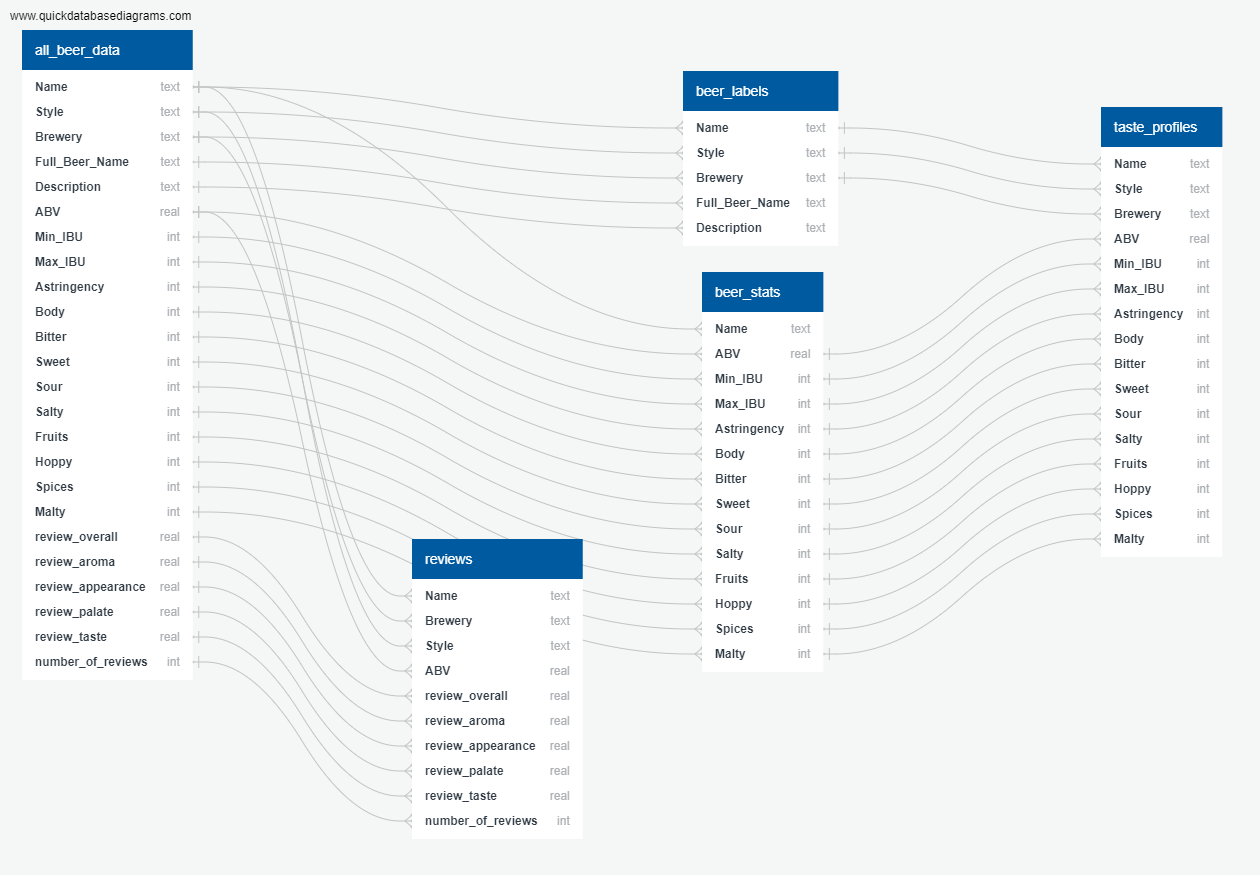 www.quickdatabasediagrams.com
all_beer_data
Name text
Style text
Brewery text
Full_Beer_Name text
Description text
ABV real
Min_IBU int
Max_IBU int
Astringency int
Body int
Bitter int
Sweet int
Sour int
Salty int
Fruits int
Hoppy int
Spices int
Malty int
review_overall real
review_aroma real
review_appearance real
review_palate real
review_taste real
number_of_reviews int
beer_labels
Name text
Style text
Brewery text
Full_Beer_Name text
Description text
beer_stats
Name text
ABV real
Min_IBU int
Max_IBU int
Astringency int
Body int
Bitter int
Sweet int
Sour int
Salty int
Fruits int
Hoppy int
Spices int
Malty int
reviews
Name text
Brewery text
Style text
ABV real
review_overall real
review_aroma real
review_appearance real
review_palate real
review_taste real
number_of_reviews int
taste_profiles
Name text
Style text
Brewery text
ABV real
Min_IBU int
Max_IBU int
Astringency int
Body int
Bitter int
Sweet int
Sour int
Salty int
Fruits int
Hoppy int
Spices int
Malty int